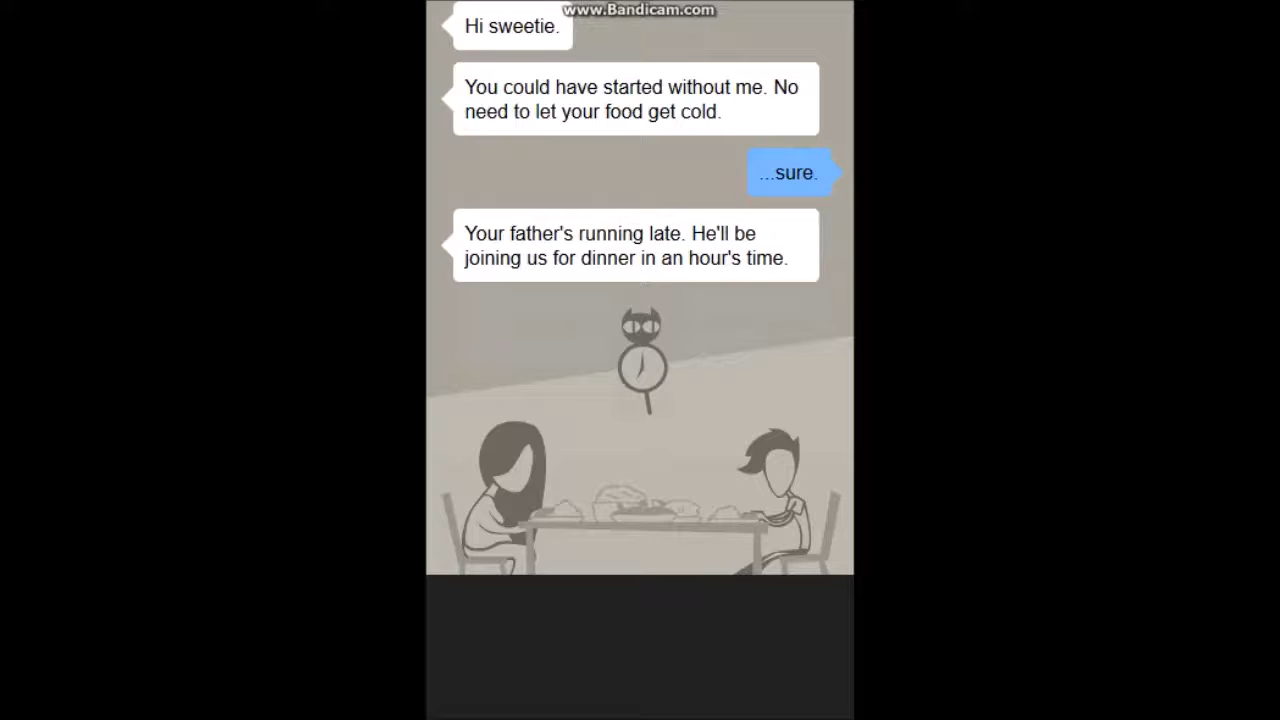 www.Bandicam.com
Hi sweetie.
You could have started without me. No
need to let your food get cold.
...sure.
Your father's running late. He'll be
joining us for dinner in an hour's time.